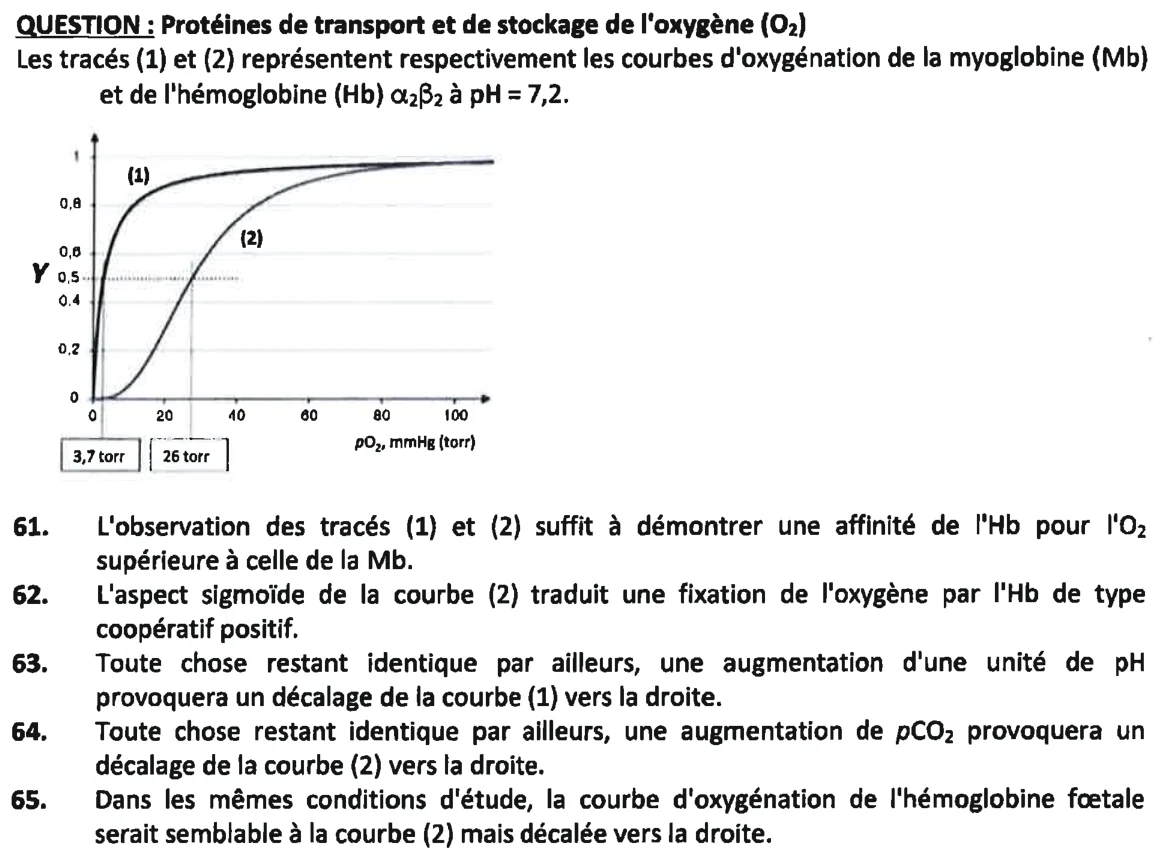 QUESTION : Protéines de transport et de stockage de l'oxygène (O₂)
Les tracés (1) et (2) représentent respectivement les courbes d'oxygénation de la myoglobine (Mb)
et de l'hémoglobine (Hb) α₂β₂ à pH = 7,2.
1
(1)
0,8
(2)
0,6
Y 0,5
0.4
0,2
0
0 20 40 60 80 100
pO₂, mmHg (torr)
3,7 torr 26 torr
61. L'observation des tracés (1) et (2) suffit à démontrer une affinité de l'Hb pour l'O₂
supérieure à celle de la Mb.
62. L'aspect sigmoïde de la courbe (2) traduit une fixation de l'oxygène par l'Hb de type
coopératif positif.
63. Toute chose restant identique par ailleurs, une augmentation d'une unité de pH
provoquera un décalage de la courbe (1) vers la droite.
64. Toute chose restant identique par ailleurs, une augmentation de pCO₂ provoquera un
décalage de la courbe (2) vers la droite.
65. Dans les mêmes conditions d'étude, la courbe d'oxygénation de l'hémoglobine fœtale
serait semblable à la courbe (2) mais décalée vers la droite.